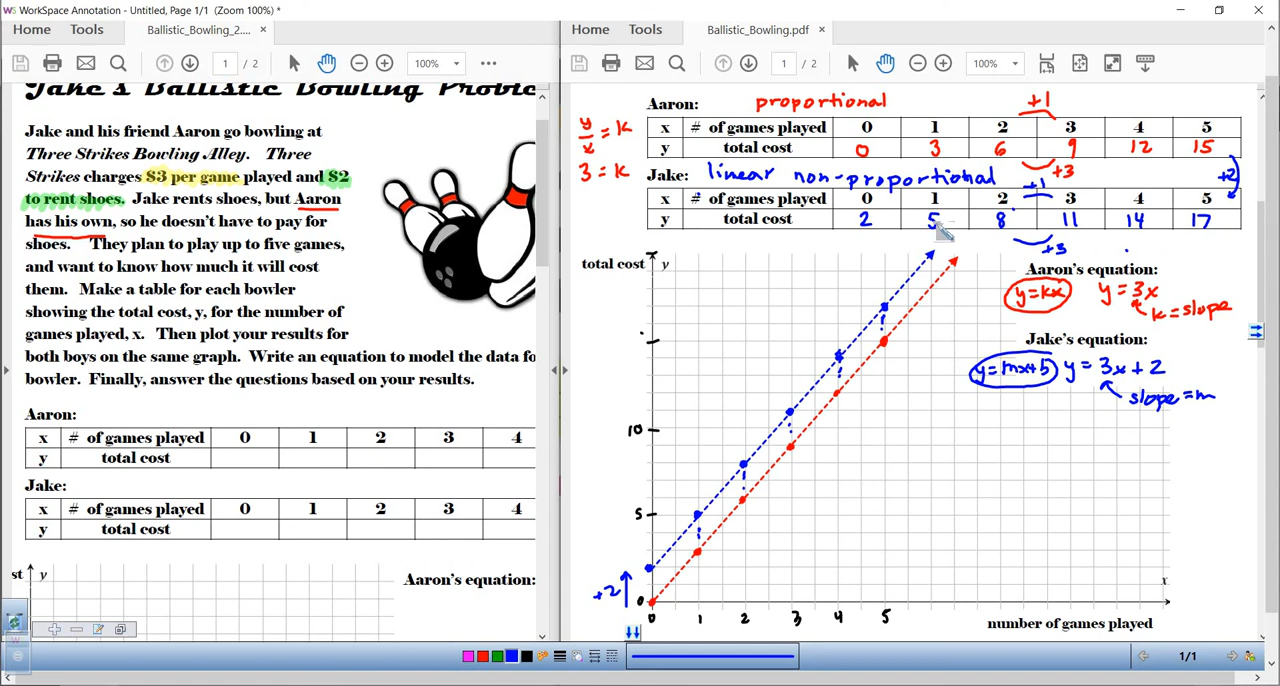 WorkSpace Annotation - Untitled, Page 1/1 (Zoom 100%) *
Home Tools Ballistic_Bowling_2.... ×
1 / 2 100%
Jake's Ballistic Bowling Proble
Jake and his friend Aaron go bowling at
Three Strikes Bowling Alley. Three
Strikes charges $3 per game played and $2
to rent shoes. Jake rents shoes, but Aaron
has his own, so he doesn't have to pay for
shoes. They plan to play up to five games,
and want to know how much it will cost
them. Make a table for each bowler
showing the total cost, y, for the number of
games played, x. Then plot your results for
both boys on the same graph. Write an equation to model the data fo
bowler. Finally, answer the questions based on your results.
Aaron:
x # of games played 0 1 2 3 4
y total cost
Jake:
x # of games played 0 1 2 3 4
y total cost
st y Aaron's equation:
Home Tools Ballistic_Bowling.pdf ×
1 / 2 100%
Aaron: proportional +1
y/x = k
x # of games played 0 1 2 3 4 5
y total cost 0 3 6 9 12 15
3 = k
+3
+2
Jake: linear non-proportional +1
x # of games played 0 1 2 3 4 5
y total cost 2 5 8 11 14 17
+3
total cost y
Aaron's equation:
y=kx y = 3x
k = slope
Jake's equation:
y=mx+b y = 3x + 2
slope = m
10
5
0
+2
x
0 1 2 3 4 5
number of games played
1/1